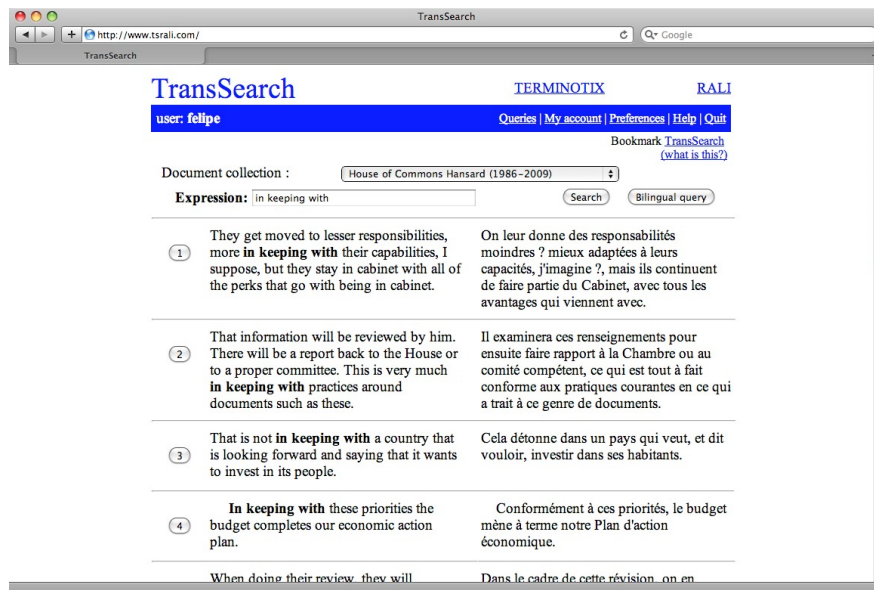 TransSearch
http://www.tsrali.com/
Google
TransSearch
TransSearch
TERMINOTIX
RALI
user: felipe
Queries | My account | Preferences | Help | Quit
Bookmark TransSearch
(what is this?)
Document collection :
House of Commons Hansard (1986-2009)
Expression:
in keeping with
Search
Bilingual query
1
They get moved to lesser responsibilities,
more in keeping with their capabilities, I
suppose, but they stay in cabinet with all of
the perks that go with being in cabinet.
On leur donne des responsabilités
moindres ? mieux adaptées à leurs
capacités, j'imagine ?, mais ils continuent
de faire partie du Cabinet, avec tous les
avantages qui viennent avec.
2
That information will be reviewed by him.
There will be a report back to the House or
to a proper committee. This is very much
in keeping with practices around
documents such as these.
Il examinera ces renseignements pour
ensuite faire rapport à la Chambre ou au
comité compétent, ce qui est tout à fait
conforme aux pratiques courantes en ce qui
a trait à ce genre de documents.
3
That is not in keeping with a country that
is looking forward and saying that it wants
to invest in its people.
Cela détonne dans un pays qui veut, et dit
vouloir, investir dans ses habitants.
4
In keeping with these priorities the
budget completes our economic action
plan.
Conformément à ces priorités, le budget
mène à terme notre Plan d'action
économique.
When doing their review, they will
Dans le cadre de cette révision, on en